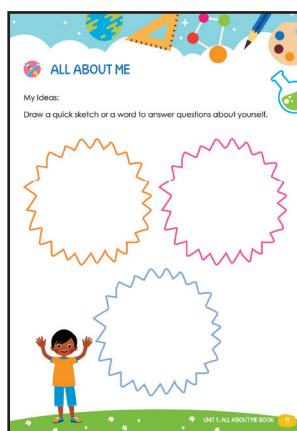 ALL ABOUT ME
My Ideas:
Draw a quick sketch or a word to answer questions about yourself.
UNIT 1: ALL ABOUT ME BOOK